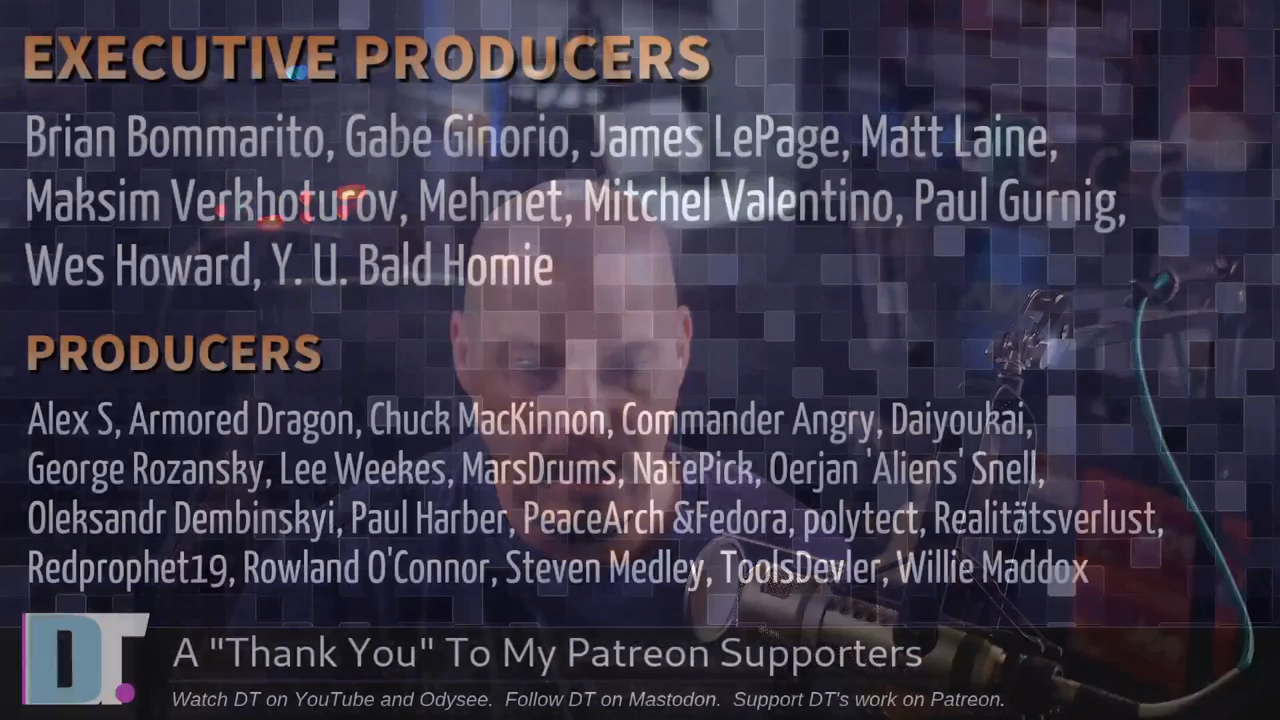 EXECUTIVE PRODUCERS
Brian Bommarito, Gabe Ginorio, James LePage, Matt Laine,
Maksim Verkhoturov, Mehmet, Mitchel Valentino, Paul Gurnig,
Wes Howard, Y. U. Bald Homie
PRODUCERS
Alex S, Armored Dragon, Chuck MacKinnon, Commander Angry, Daiyoukai,
George Rozansky, Lee Weekes, MarsDrums, NatePick, Oerjan 'Aliens' Snell,
Oleksandr Dembinskyi, Paul Harber, PeaceArch &Fedora, polytect, Realitätsverlust,
Redprophet19, Rowland O'Connor, Steven Medley, ToolsDevler, Willie Maddox
DT
A "Thank You" To My Patreon Supporters
Watch DT on YouTube and Odysee. Follow DT on Mastodon. Support DT's work on Patreon.